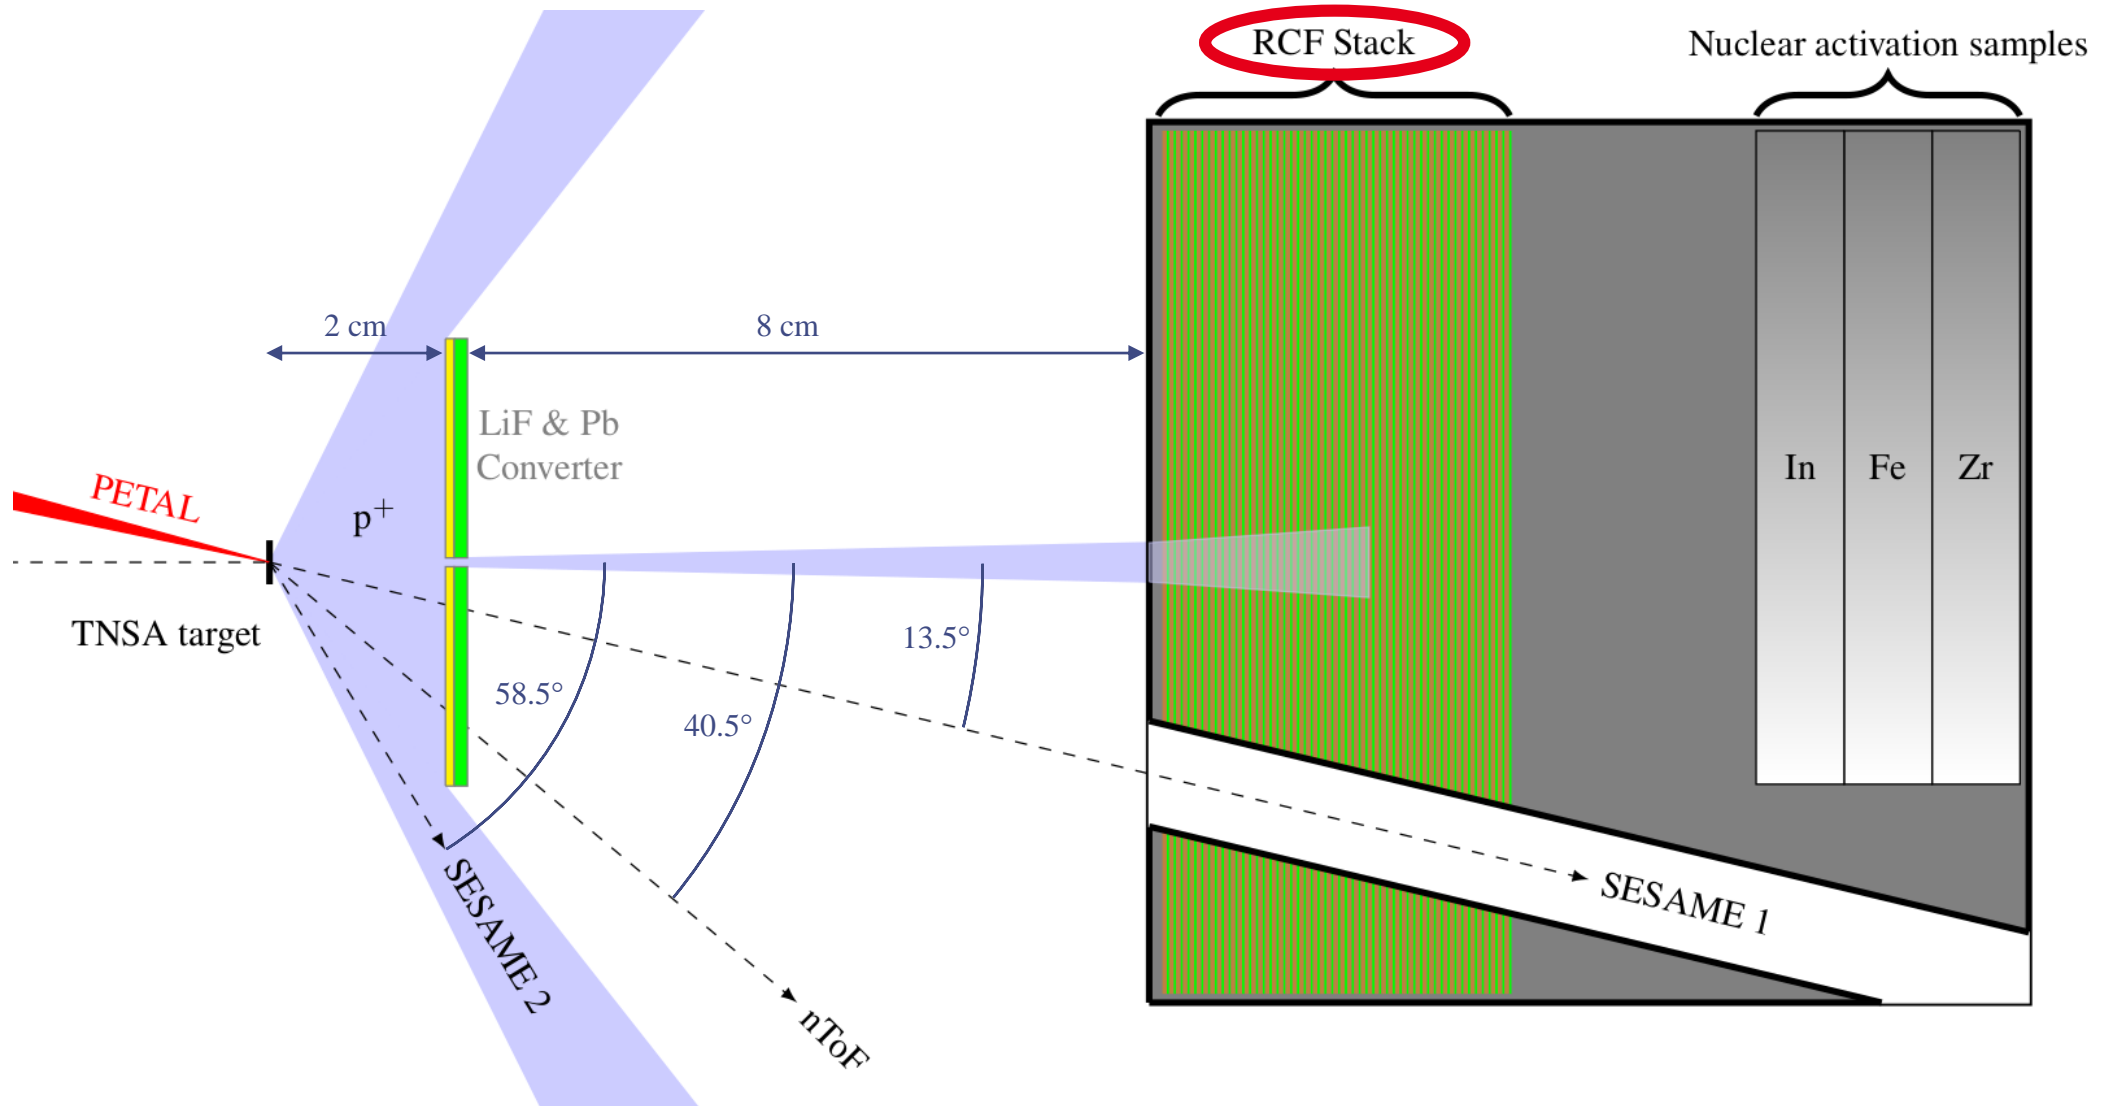 RCF Stack
Nuclear activation samples
2 cm
8 cm
LiF & Pb
Converter
PETAL
p+
In
Fe
Zr
TNSA target
13.5°
58.5°
40.5°
SESAME 1
SESAME 2
nToF